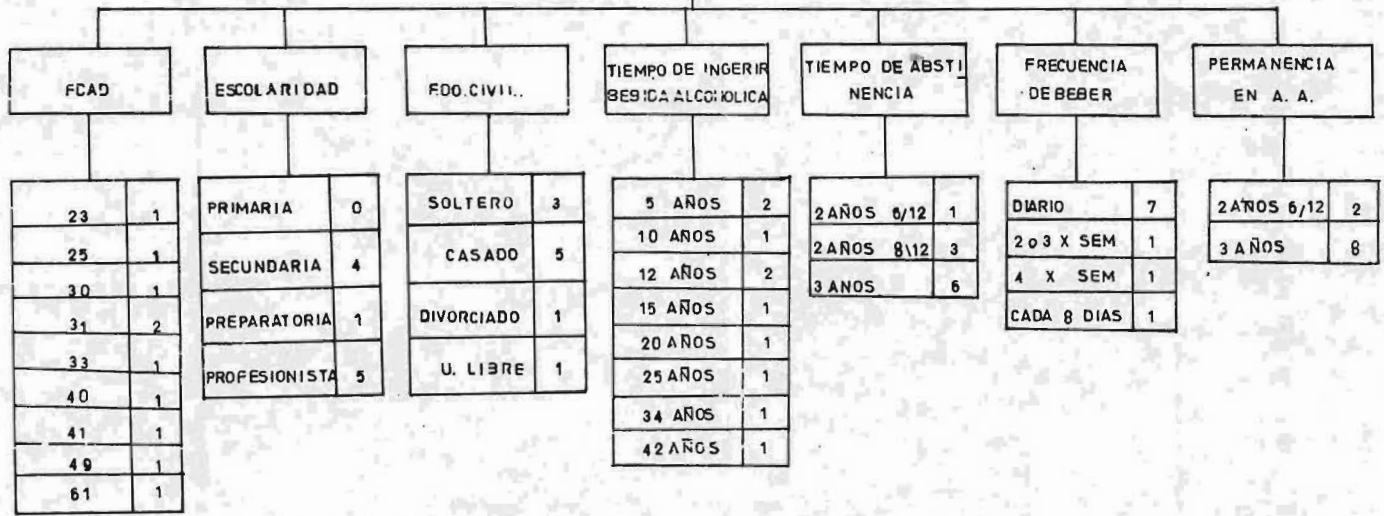 FCAD
23 1
25 1
30 1
31 2
33 1
40 1
41 1
49 1
61 1
ESCOLARIDAD
PRIMARIA 0
SECUNDARIA 4
PREPARATORIA 1
PROFESIONISTA 5
EDO. CIVIL.
SOLTERO 3
CASADO 5
DIVORCIADO 1
U. LIBRE 1
TIEMPO DE INGERIR
BEBIDA ALCOHOLICA
5 AÑOS 2
10 AÑOS 1
12 AÑOS 2
15 AÑOS 1
20 AÑOS 1
25 AÑOS 1
34 AÑOS 1
42 AÑOS 1
TIEMPO DE ABSTI
NENCIA
2 AÑOS 6/12 1
2 AÑOS 8\12 3
3 ANOS 6
FRECUENCIA
DE BEBER
DIARIO 7
2 o 3 X SEM 1
4 X SEM 1
CADA 8 DIAS 1
PERMANENCIA
EN A. A.
2 AÑOS 6/12 2
3 AÑOS 8